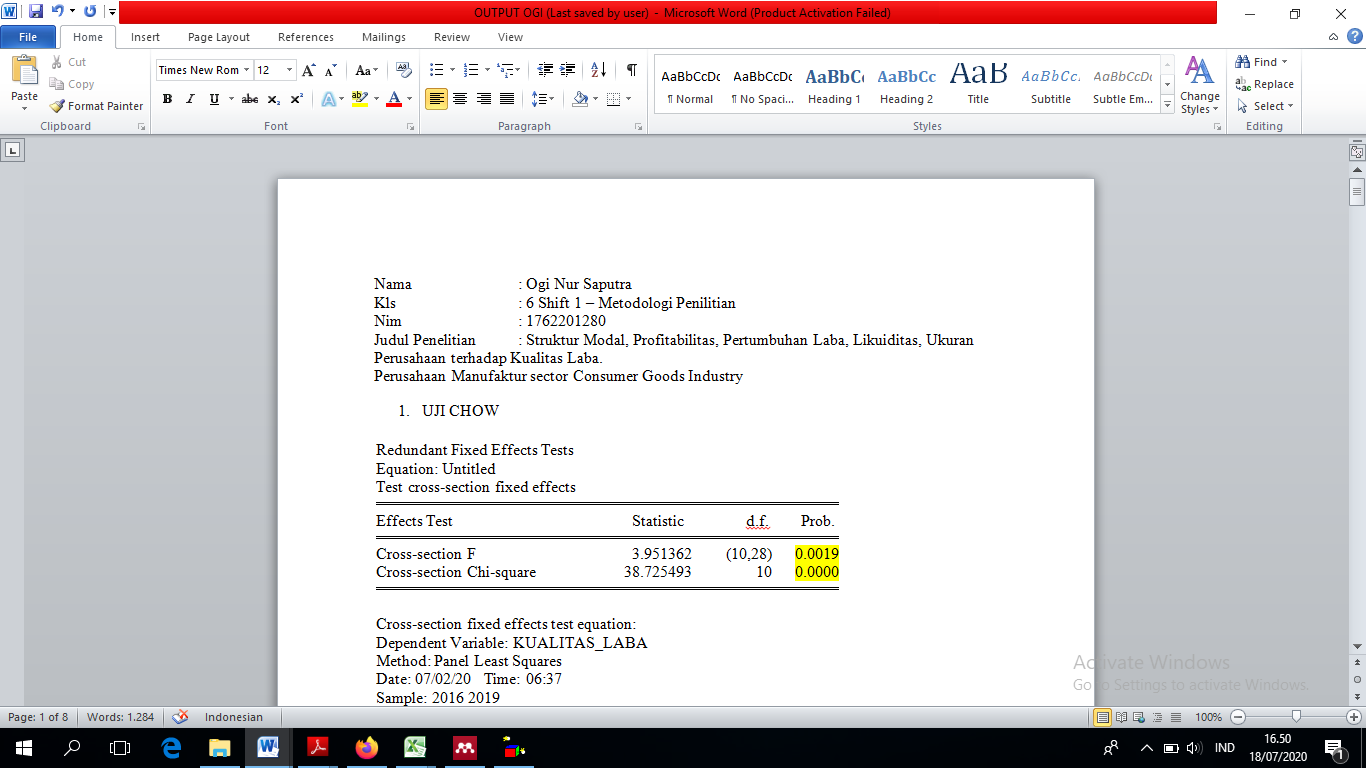 OUTPUT OGI (Last saved by user) - Microsoft Word (Product Activation Failed)
File Home Insert Page Layout References Mailings Review View
Paste
Cut
Copy
Format Painter
Clipboard
Times New Rom 12
Font
Paragraph
AaBbCcDc AaBbCcDc AaBbC AaBbCc AaB AaBbCc. AaBbCcDc
¶ Normal ¶ No Spaci... Heading 1 Heading 2 Title Subtitle Subtle Em...
Change Styles
Styles
Find
Replace
Select
Editing
Nama : Ogi Nur Saputra
Kls : 6 Shift 1 – Metodologi Penilitian
Nim : 1762201280
Judul Penelitian : Struktur Modal, Profitabilitas, Pertumbuhan Laba, Likuiditas, Ukuran
Perusahaan terhadap Kualitas Laba.
Perusahaan Manufaktur sector Consumer Goods Industry
1. UJI CHOW
Redundant Fixed Effects Tests
Equation: Untitled
Test cross-section fixed effects
Effects Test Statistic d.f. Prob.
Cross-section F 3.951362 (10,28) 0.0019
Cross-section Chi-square 38.725493 10 0.0000
Cross-section fixed effects test equation:
Dependent Variable: KUALITAS_LABA
Method: Panel Least Squares
Date: 07/02/20 Time: 06:37
Sample: 2016 2019
Activate Windows
Go to Settings to activate Windows.
Page: 1 of 8 Words: 1.284 Indonesian 100%
IND
16.50
18/07/2020
1